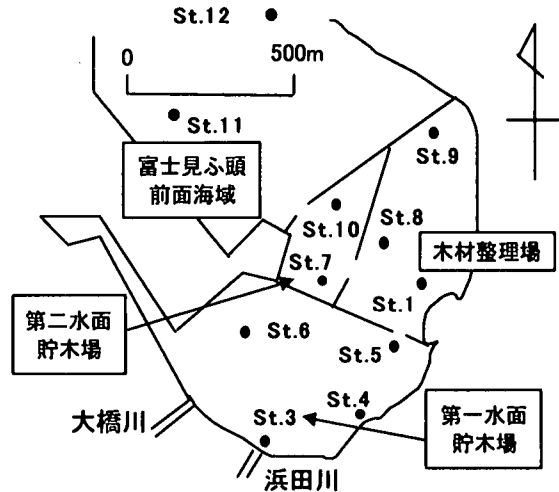 St.12
0
500m
St.11
St.9
富士見ふ頭
前面海域
St.10
St.8
木材整理場
St.7
St.1
第二水面
貯木場
St.6
St.5
St.4
第一水面
貯木場
大橋川
St.3
浜田川